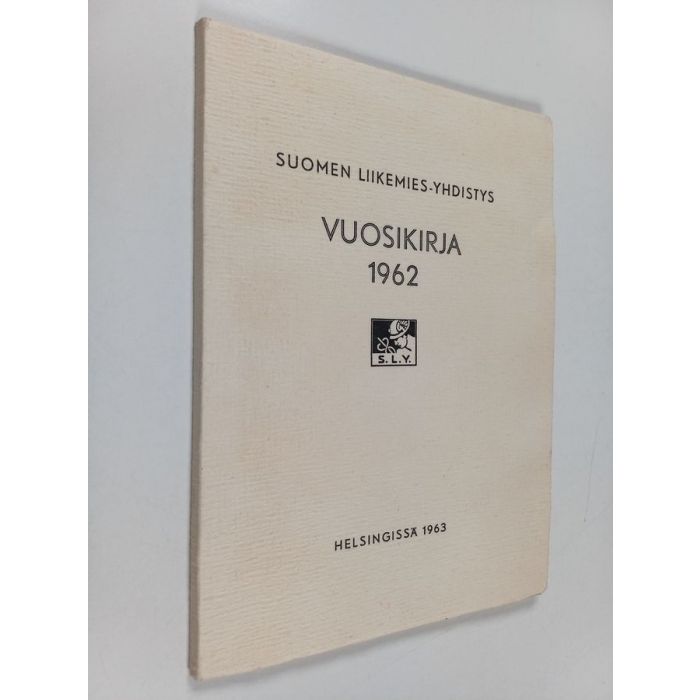 SUOMEN LIIKEMIES-YHDISTYS
VUOSIKIRJA
1962
S.L.Y.
HELSINGISSÄ 1963